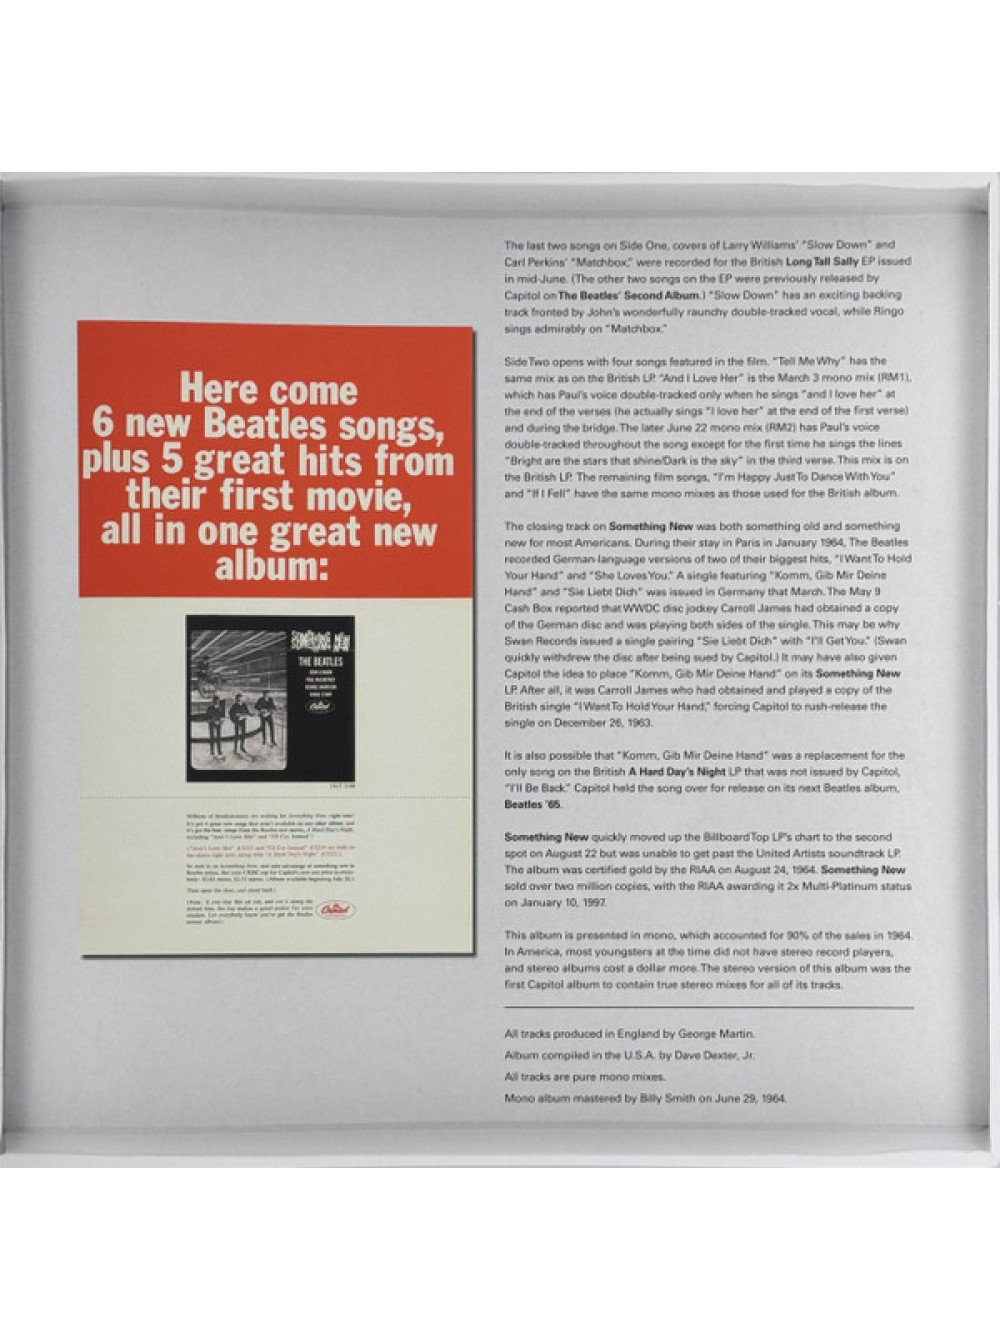 Here come
6 new Beatles songs,
plus 5 great hits from
their first movie,
all in one great new
album:
SOMETHING NEW
THE BEATLES
JOHN LENNON
PAUL McCARTNEY
GEORGE HARRISON
RINGO STARR
Capitol
Capitol
The last two songs on Side One, covers of Larry Williams' "Slow Down" and
Carl Perkins' "Matchbox," were recorded for the British Long Tall Sally EP issued
in mid-June. (The other two songs on the EP were previously released by
Capitol on The Beatles' Second Album.) "Slow Down" has an exciting backing
track fronted by John's wonderfully raunchy double-tracked vocal, while Ringo
sings admirably on "Matchbox."
Side Two opens with four songs featured in the film. "Tell Me Why" has the
same mix as on the British LP. "And I Love Her" is the March 3 mono mix (RM1),
which has Paul's voice double-tracked only when he sings "and I love her" at
the end of the verses (he actually sings "I love her" at the end of the first verse)
and during the bridge. The later June 22 mono mix (RM2) has Paul's voice
double-tracked throughout the song except for the first time he sings the lines
"Bright are the stars that shine/Dark is the sky" in the third verse. This mix is on
the British LP. The remaining film songs, "I'm Happy Just To Dance With You"
and "If I Fell" have the same mono mixes as those used for the British album.
The closing track on Something New was both something old and something
new for most Americans. During their stay in Paris in January 1964, The Beatles
recorded German-language versions of two of their biggest hits, "I Want To Hold
Your Hand" and "She Loves You." A single featuring "Komm, Gib Mir Deine
Hand" and "Sie Liebt Dich" was issued in Germany that March. The May 9
Cash Box reported that WWDC disc jockey Carroll James had obtained a copy
of the German disc and was playing both sides of the single. This may be why
Swan Records issued a single pairing "Sie Liebt Dich" with "I'll Get You." (Swan
quickly withdrew the disc after being sued by Capitol.) It may have also given
Capitol the idea to place "Komm, Gib Mir Deine Hand" on its Something New
LP. After all, it was Carroll James who had obtained and played a copy of the
British single "I Want To Hold Your Hand," forcing Capitol to rush-release the
single on December 26, 1963.
It is also possible that "Komm, Gib Mir Deine Hand" was a replacement for the
only song on the British A Hard Day's Night LP that was not issued by Capitol,
"I'll Be Back." Capitol held the song over for release on its next Beatles album,
Beatles '65.
Something New quickly moved up the Billboard Top LP's chart to the second
spot on August 22 but was unable to get past the United Artists soundtrack LP.
The album was certified gold by the RIAA on August 24, 1964. Something New
sold over two million copies, with the RIAA awarding it 2x Multi-Platinum status
on January 10, 1997.
This album is presented in mono, which accounted for 90% of the sales in 1964.
In America, most youngsters at the time did not have stereo record players,
and stereo albums cost a dollar more. The stereo version of this album was the
first Capitol album to contain true stereo mixes for all of its tracks.
All tracks produced in England by George Martin.
Album compiled in the U.S.A. by Dave Dexter, Jr.
All tracks are pure mono mixes.
Mono album mastered by Billy Smith on June 29, 1964.